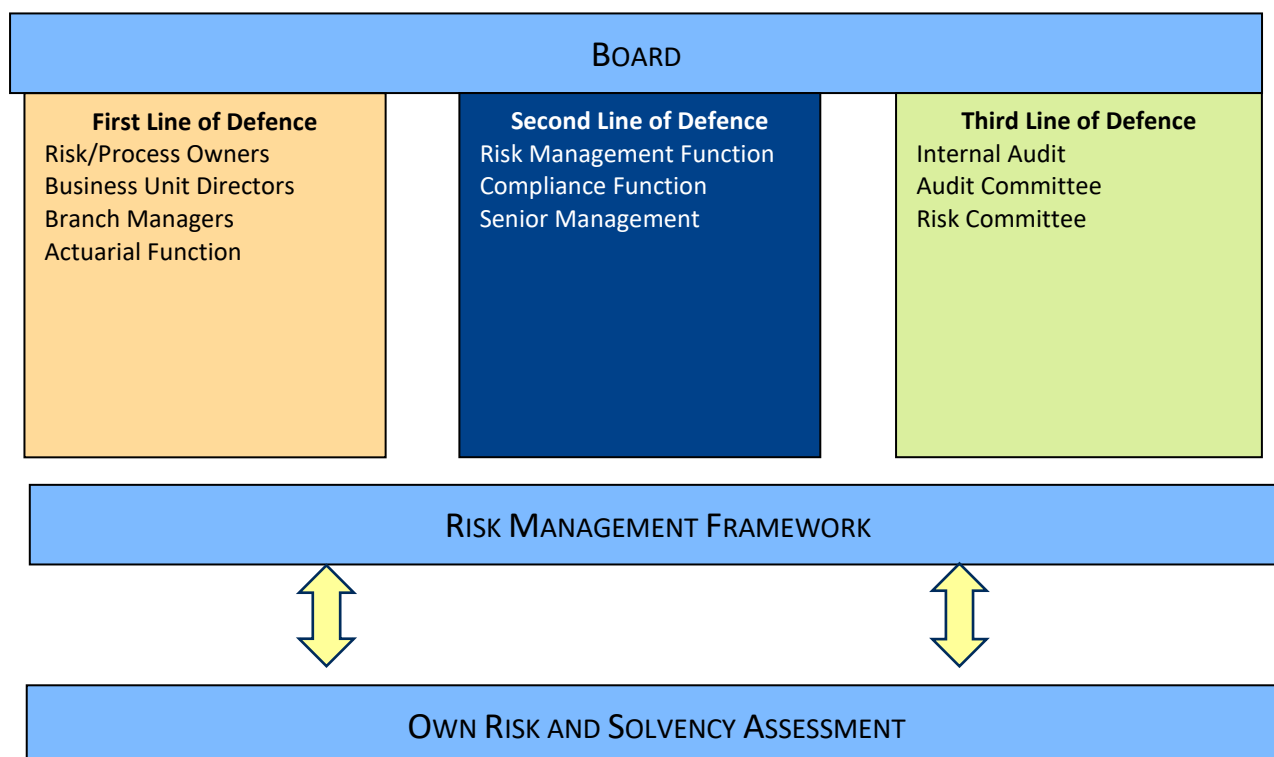 BOARD
First Line of Defence
Risk/Process Owners
Business Unit Directors
Branch Managers
Actuarial Function
Second Line of Defence
Risk Management Function
Compliance Function
Senior Management
Third Line of Defence
Internal Audit
Audit Committee
Risk Committee
RISK MANAGEMENT FRAMEWORK
OWN RISK AND SOLVENCY ASSESSMENT